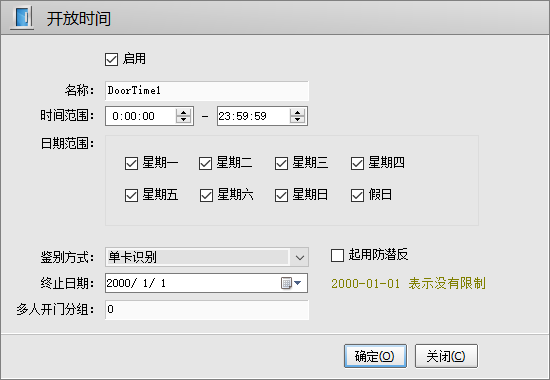 开放时间
启用
名称： DoorTime1
时间范围： 0:00:00 － 23:59:59
日期范围：
星期一 星期二 星期三 星期四
星期五 星期六 星期日 假日
鉴别方式： 单卡识别 起用防潜反
终止日期： 2000/ 1/ 1 2000-01-01 表示没有限制
多人开门分组： 0
确定(O) 关闭(C)